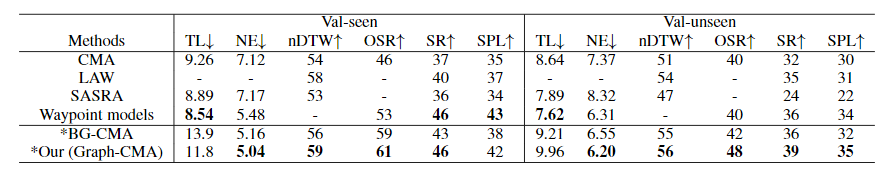 Val-seen Val-unseen
Methods TL↓ NE↓ nDTW↑ OSR↑ SR↑ SPL↑ TL↓ NE↓ nDTW↑ OSR↑ SR↑ SPL↑
CMA 9.26 7.12 54 46 37 35 8.64 7.37 51 40 32 30
LAW - - 58 - 40 37 - - 54 - 35 31
SASRA 8.89 7.17 53 - 36 34 7.89 8.32 47 - 24 22
Waypoint models 8.54 5.48 - 53 46 43 7.62 6.31 - 40 36 34
*BG-CMA 13.9 5.16 56 59 43 38 9.21 6.55 55 42 36 32
*Our (Graph-CMA) 11.8 5.04 59 61 46 42 9.96 6.20 56 48 39 35